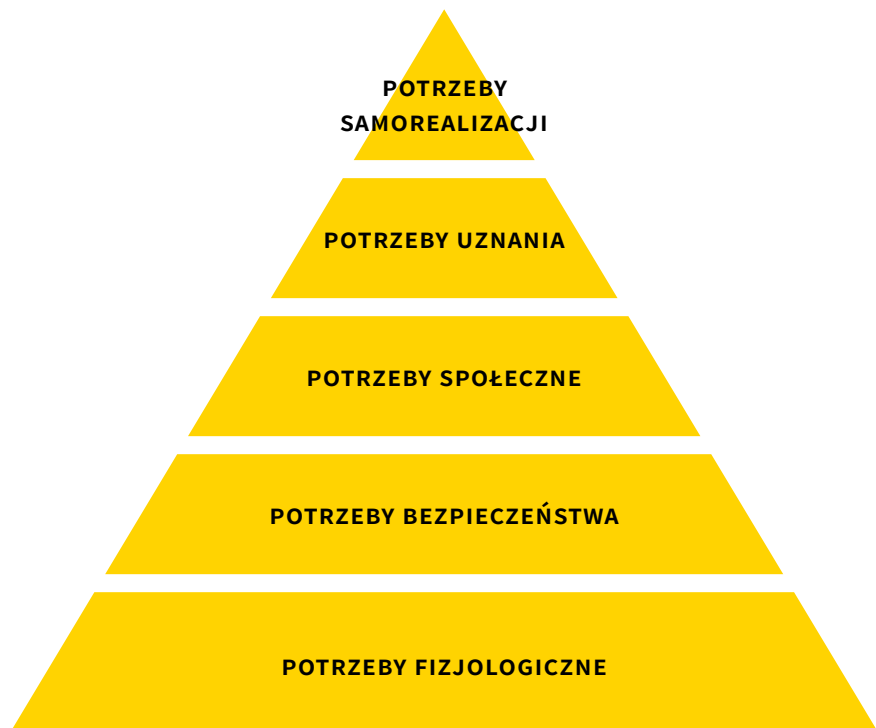 POTRZEBY
SAMOREALIZACJI
POTRZEBY UZNANIA
POTRZEBY SPOŁECZNE
POTRZEBY BEZPIECZEŃSTWA
POTRZEBY FIZJOLOGICZNE